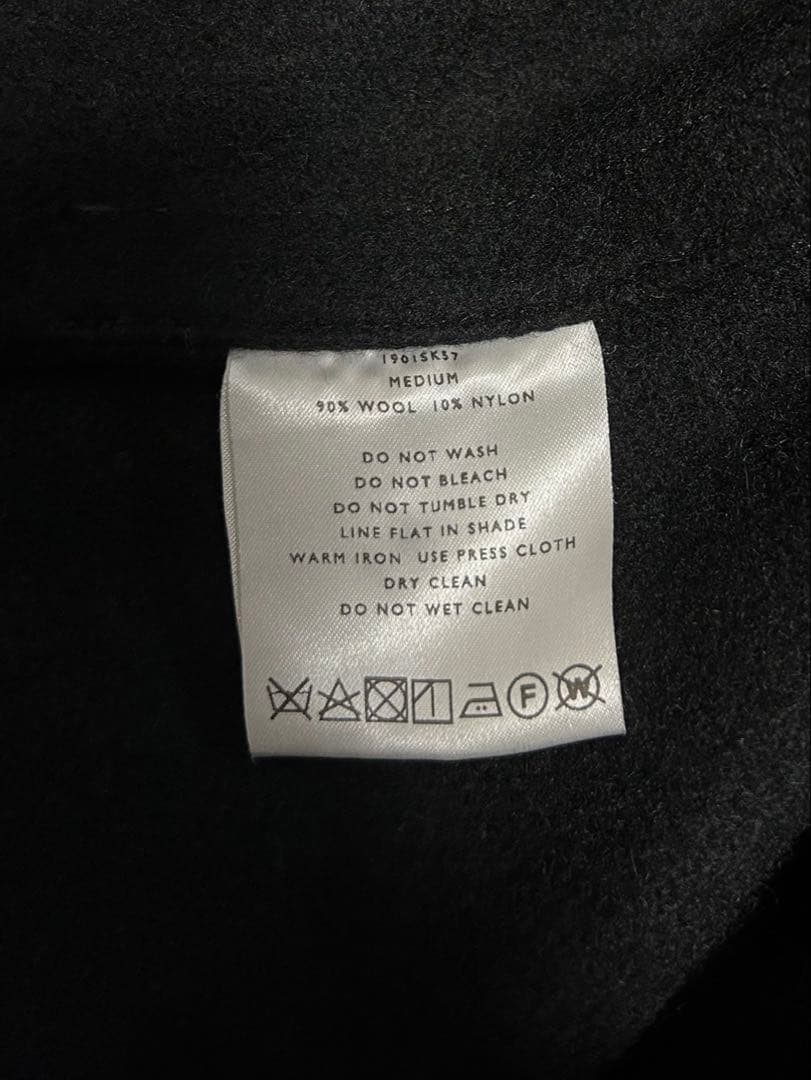 1901SK57
MEDIUM
90% WOOL 10% NYLON
DO NOT WASH
DO NOT BLEACH
DO NOT TUMBLE DRY
LINE FLAT IN SHADE
WARM IRON USE PRESS CLOTH
DRY CLEAN
DO NOT WET CLEAN
F W